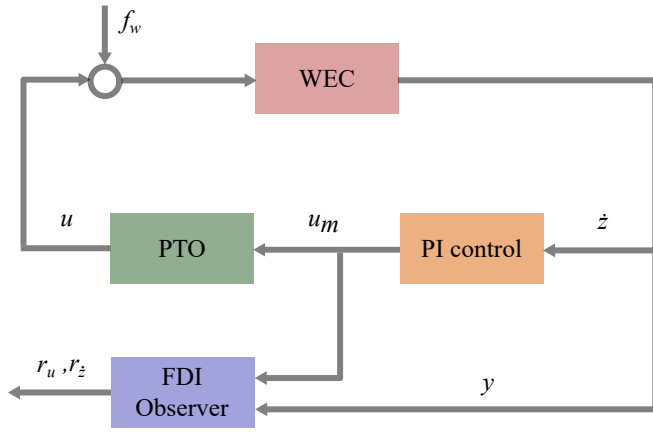 f_w
WEC
u
PTO
u_m
PI control
ż
r_u ,r_ż
FDI
Observer
y